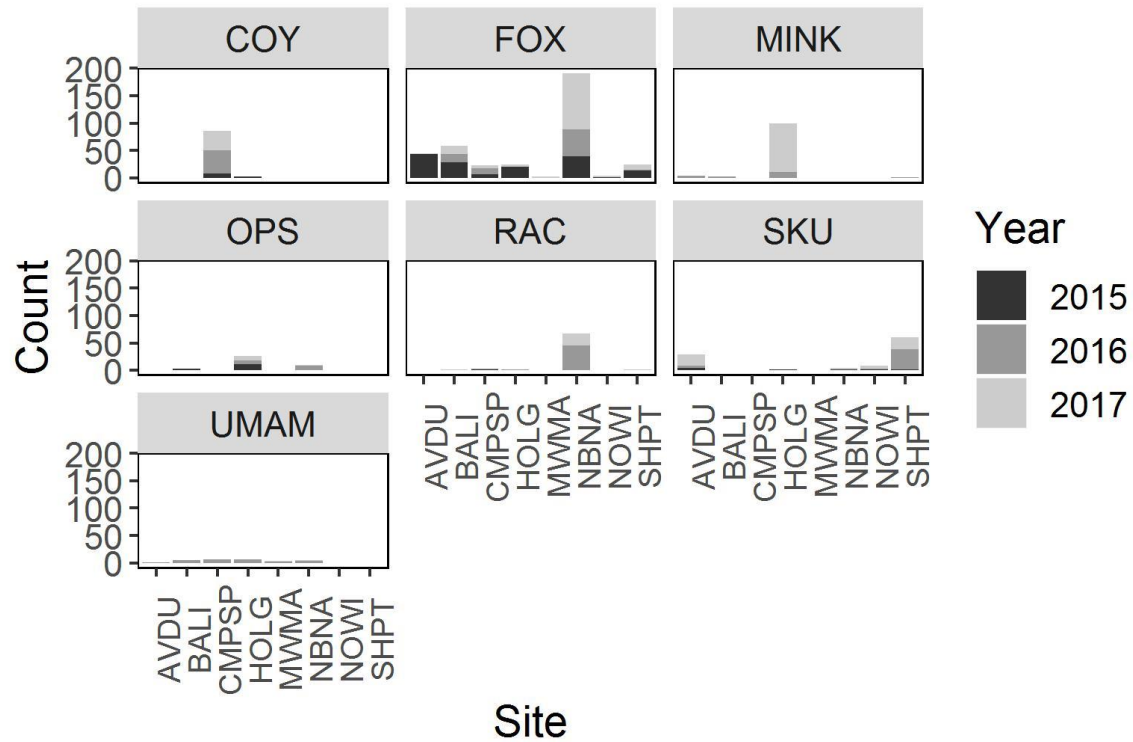 COY FOX MINK
200
150
100
50
0
OPS RAC SKU
200
150
100
50
0
UMAM
200
150
100
50
0
AVDU
BALI
CMPSP
HOLG
MWMA
NBNA
NOWI
SHPT
AVDU
BALI
CMPSP
HOLG
MWMA
NBNA
NOWI
SHPT
AVDU
BALI
CMPSP
HOLG
MWMA
NBNA
NOWI
SHPT
Count
Site
Year
2015
2016
2017